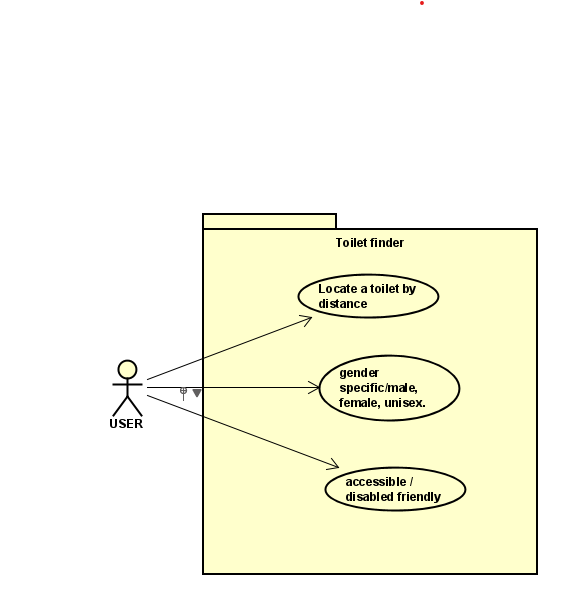 Toilet finder
Locate a toilet by
distance
gender
specific/male,
female, unisex.
USER
accessible /
disabled friendly